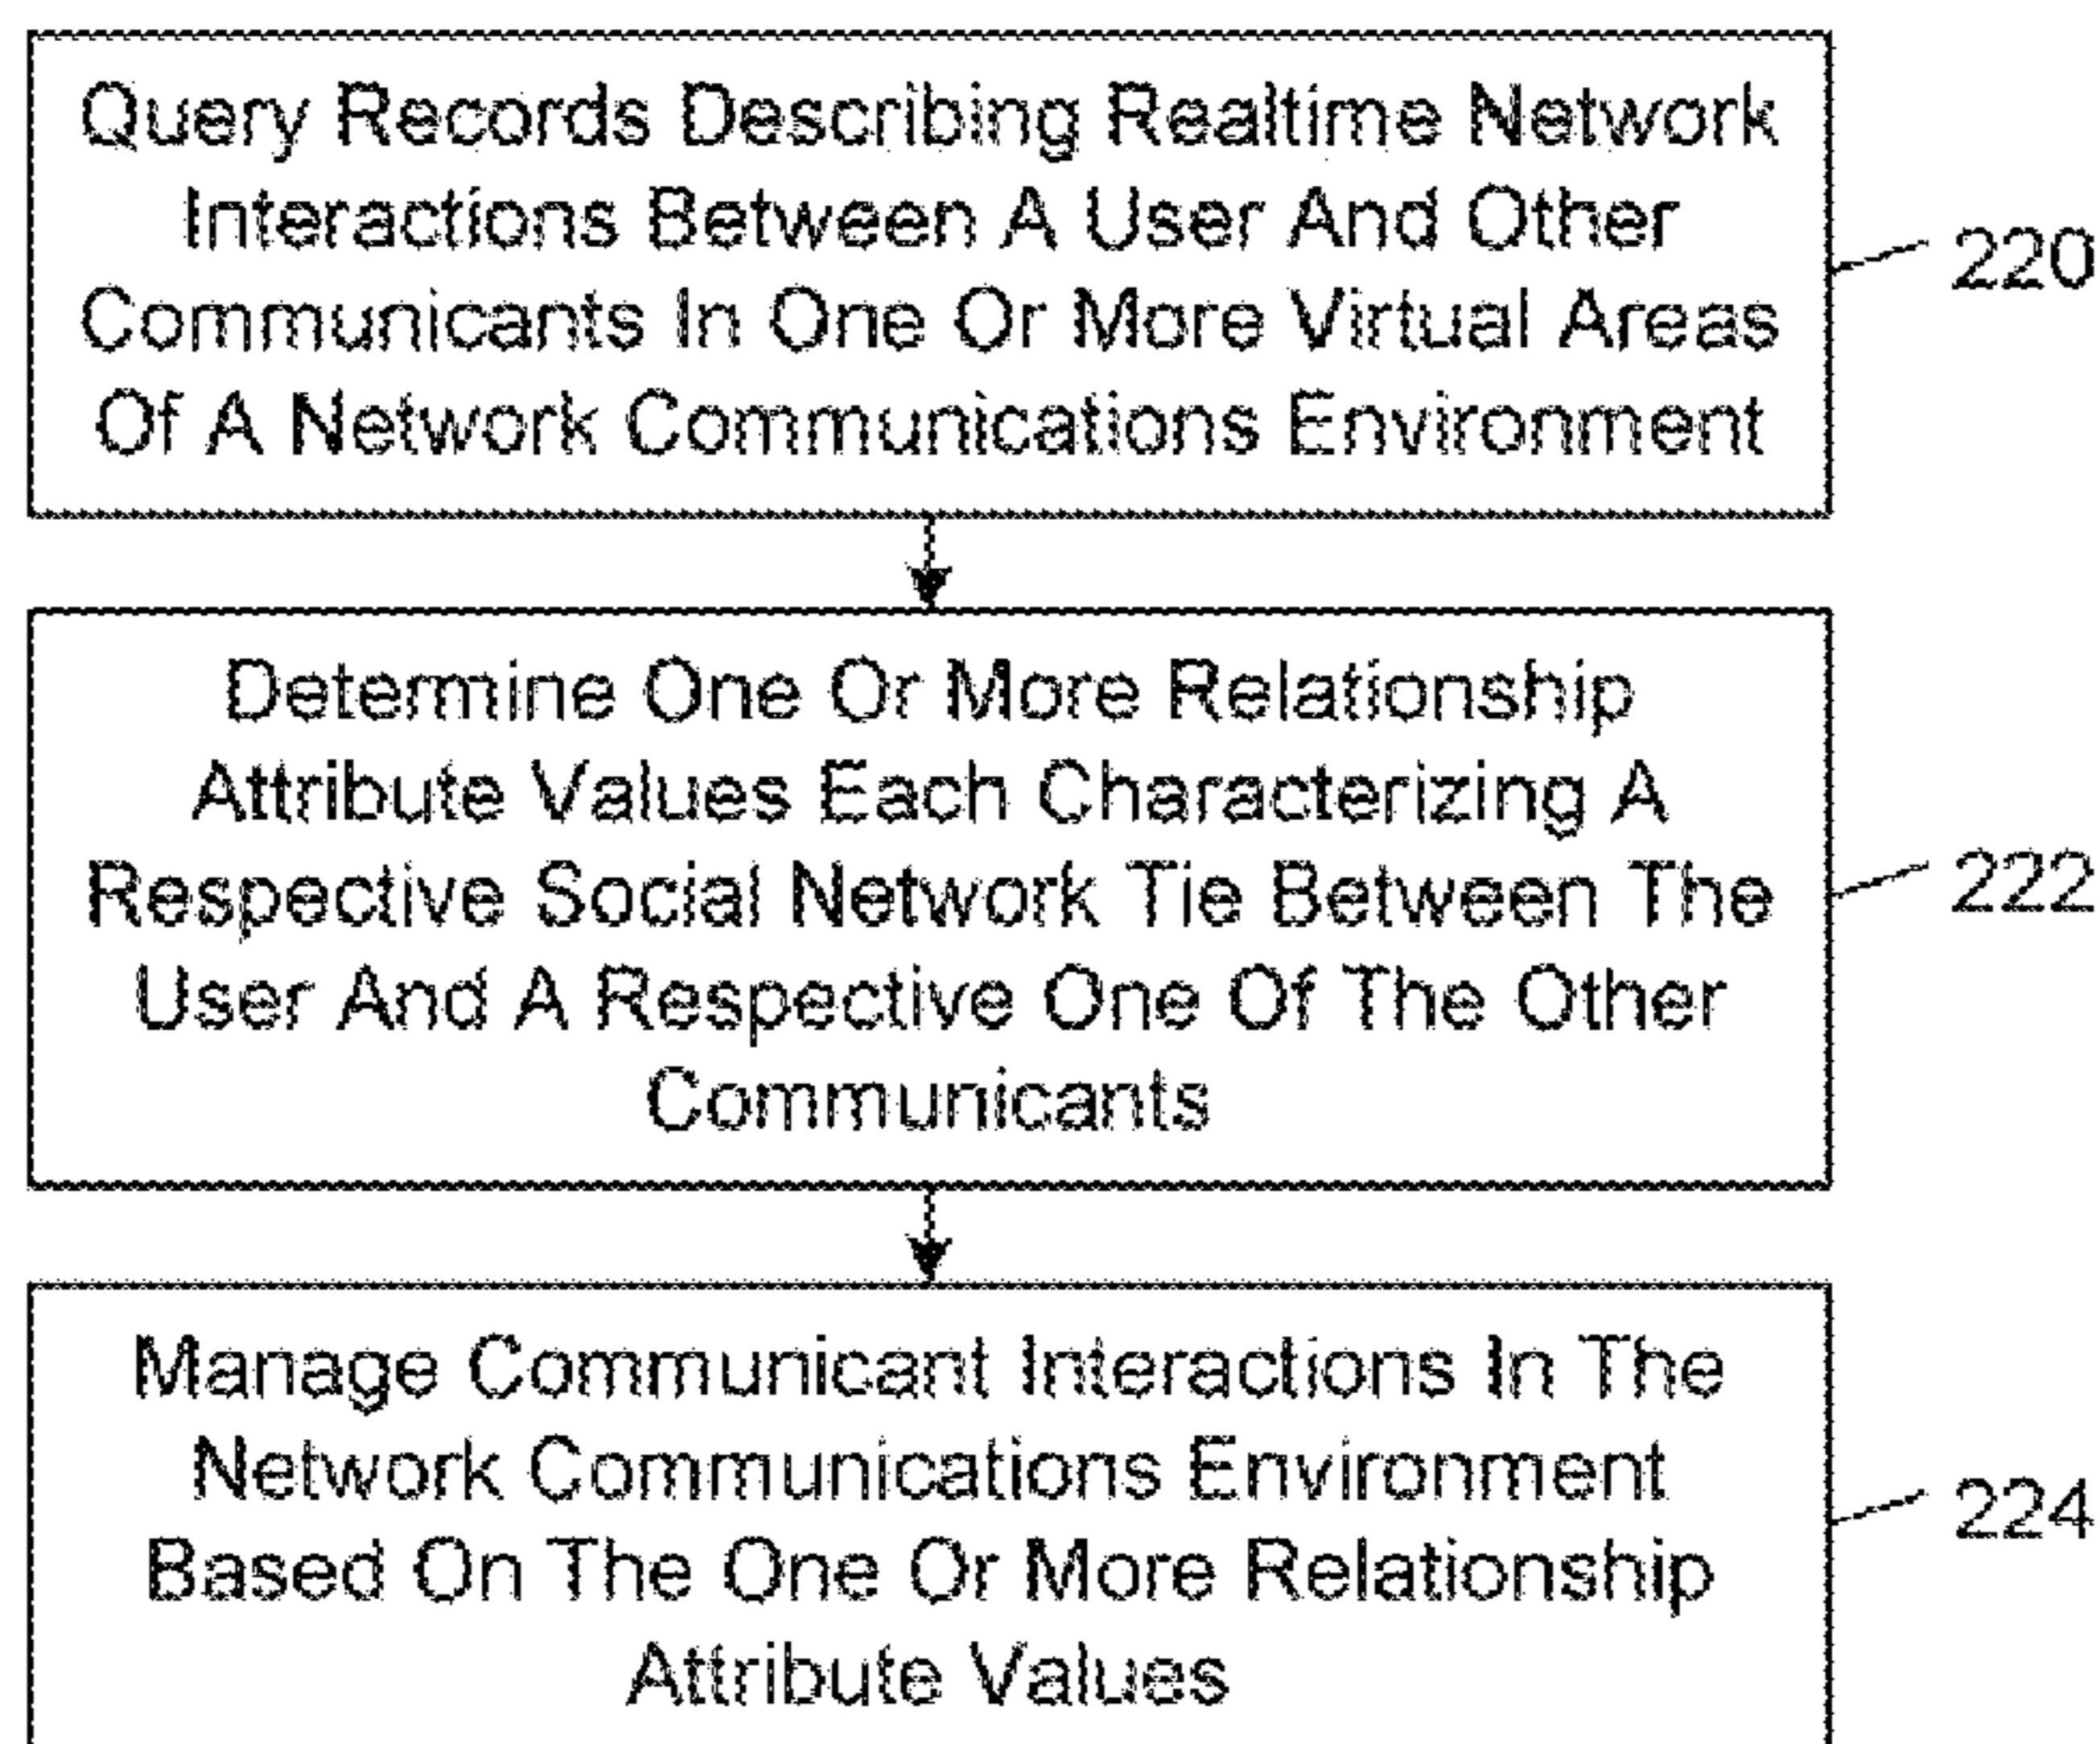 Query Records Describing Realtime Network
Interactions Between A User And Other
Communicants In One Or More Virtual Areas
Of A Network Communications Environment
220
Determine One Or More Relationship
Attribute Values Each Characterizing A
Respective Social Network Tie Between The
User And A Respective One Of The Other
Communicants
222
Manage Communicant Interactions In The
Network Communications Environment
Based On The One Or More Relationship
Attribute Values
224